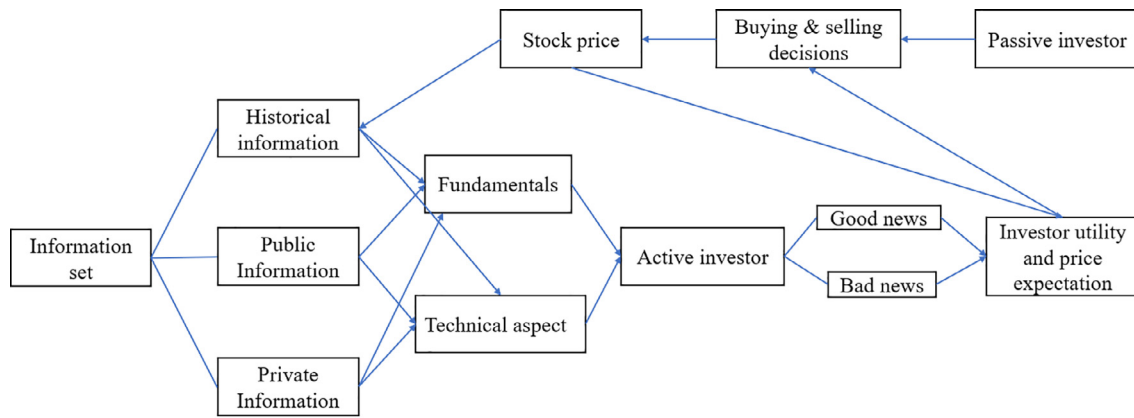 Stock price
Buying & selling
decisions
Passive investor
Historical
information
Fundamentals
Good news
Information
set
Public
Information
Active investor
Investor utility
and price
expectation
Bad news
Technical aspect
Private
Information